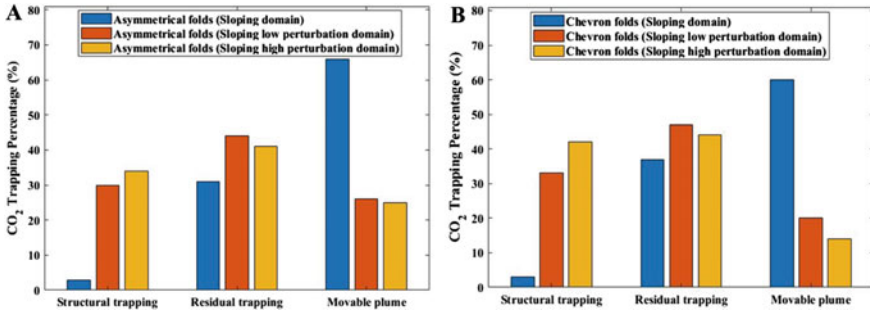 A
80
70
60
50
40
30
20
10
0
CO2 Trapping Percentage (%)
Asymmetrical folds (Sloping domain)
Asymmetrical folds (Sloping low perturbation domain)
Asymmetrical folds (Sloping high perturbation domain)
Structural trapping Residual trapping Movable plume
B
80
70
60
50
40
30
20
10
0
CO2 Trapping Percentage (%)
Chevron folds (Sloping domain)
Chevron folds (Sloping low perturbation domain)
Chevron folds (Sloping high perturbation domain)
Structural trapping Residual trapping Movable plume